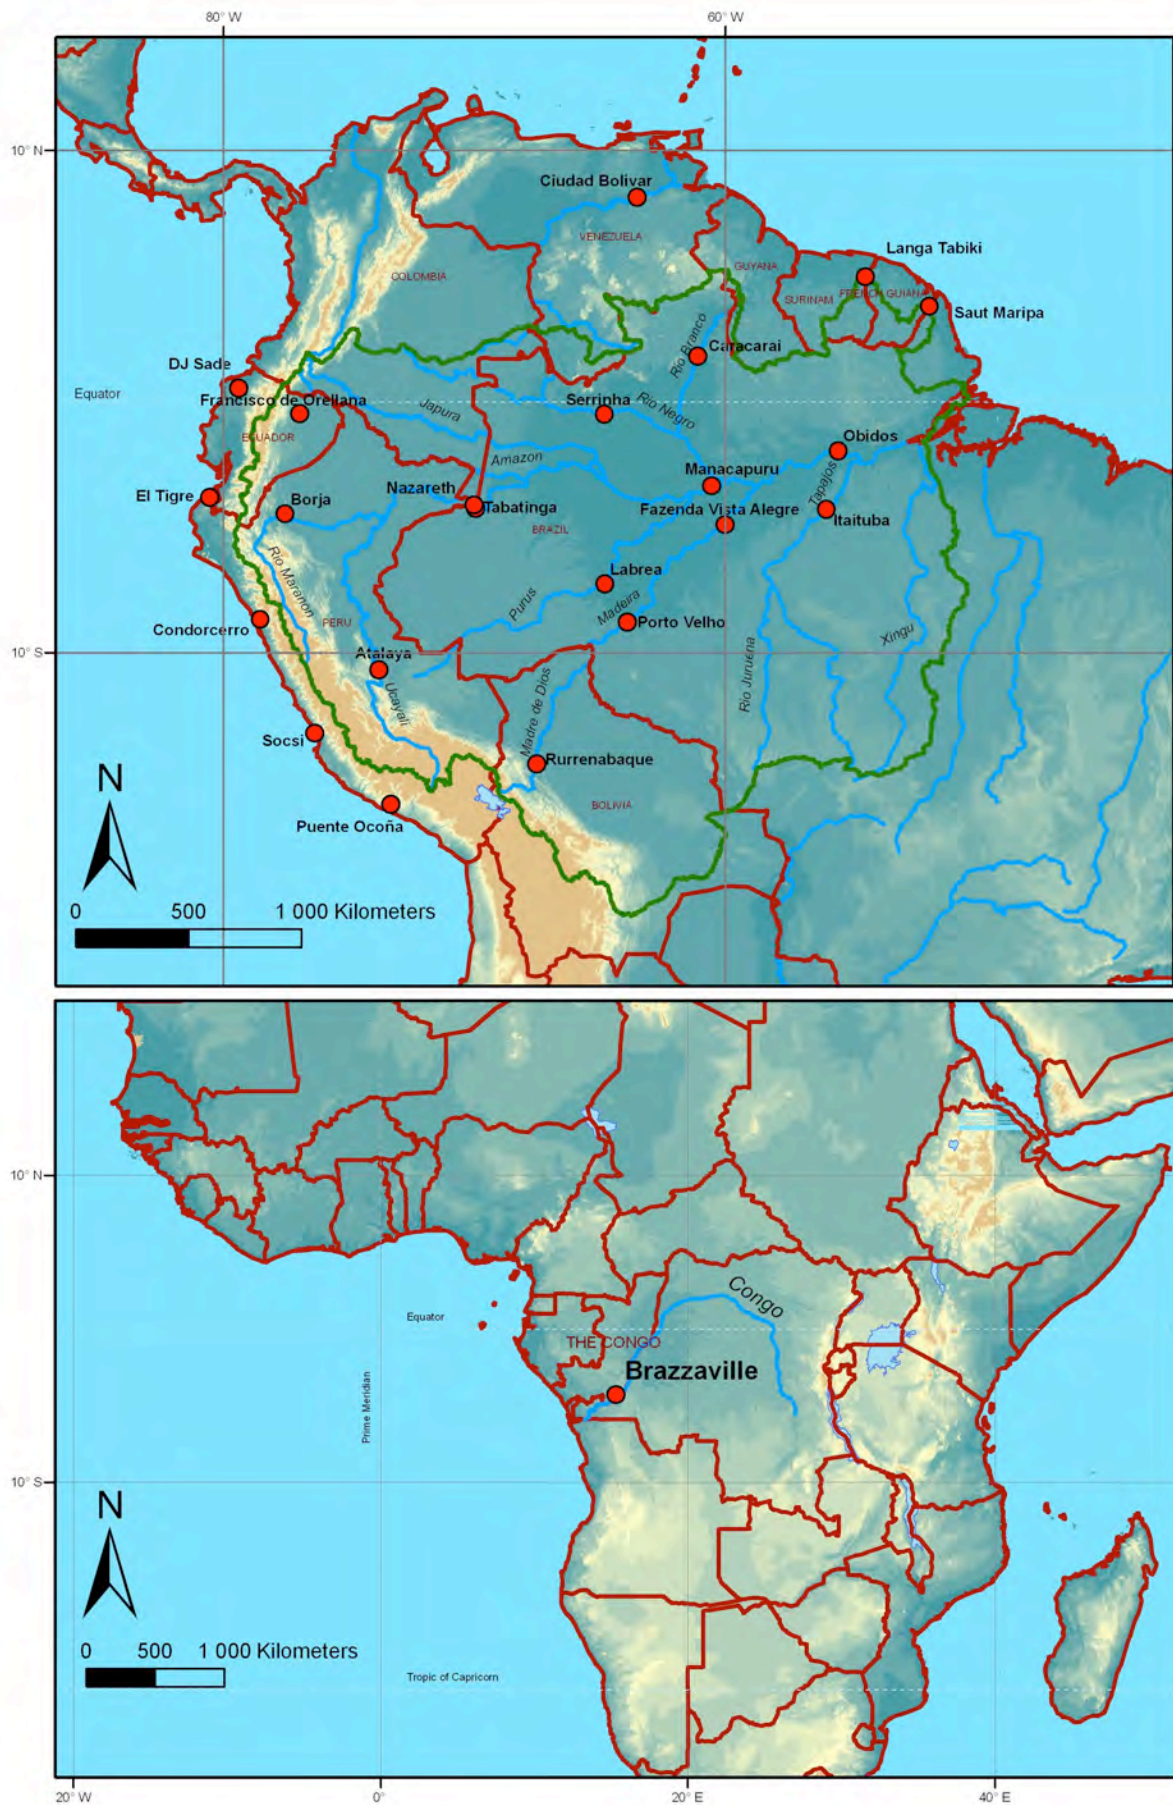 80° W
60° W
10° N
Ciudad Bolivar
VENEZUELA
Langa Tabiki
GUYANA
COLOMBIA
SURINAM
FRENCH GUIANA
Saut Maripa
Rio Branco
Caracarai
DJ Sade
Equator
Francisco de Orellana
Japura
Serrinha
Rio Negro
ECUADOR
Obidos
Amazon
Manacapuru
Tapajos
Nazareth
El Tigre
Borja
Tabatinga
Fazenda Vista Alegre
Itaituba
BRAZIL
Rio Maranon
Labrea
Purus
Madeira
PERU
Porto Velho
Condorcerro
Xingu
10° S
Atalaya
Ucayali
Madre de Dios
Rio Juruena
Socsi
Rurrenabaque
N
BOLIVIA
Puente Ocoña
0 500 1 000 Kilometers
10° N
Congo
Equator
THE CONGO
Brazzaville
Prime Meridian
10° S
N
0 500 1 000 Kilometers
Tropic of Capricorn
20° W
0°
20° E
40° E